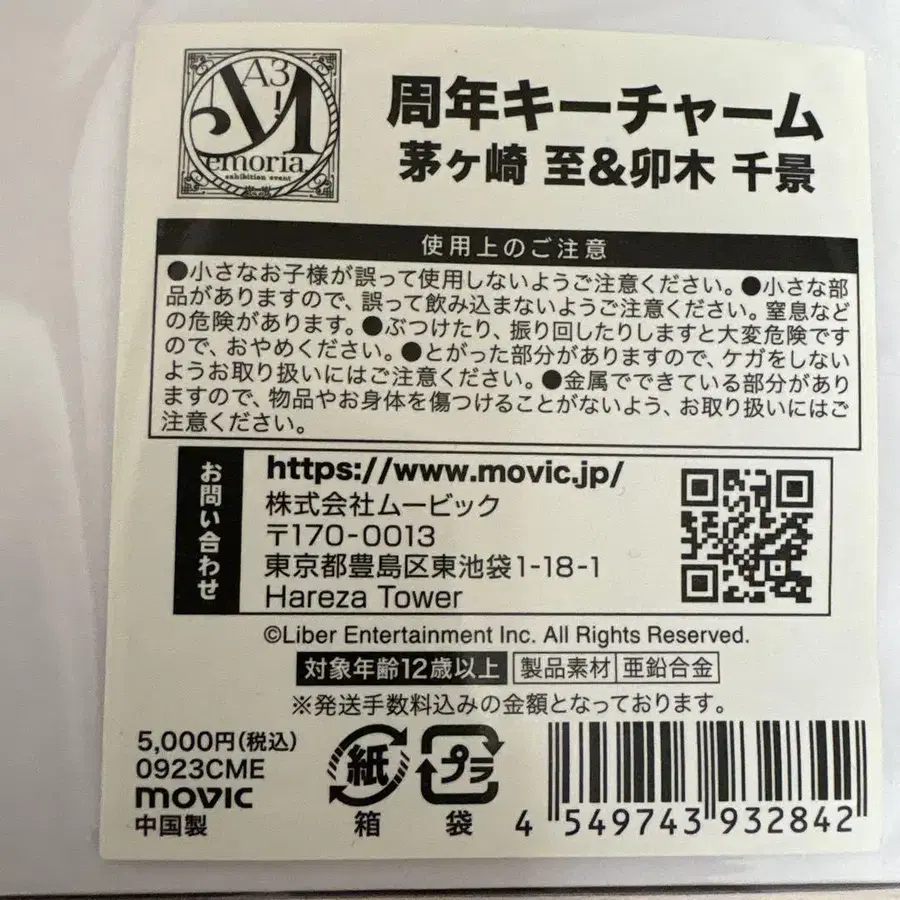 A3!
Memoria
exhibition event
周年キーチャーム
茅ヶ崎 至&卯木 千景
使用上のご注意
●小さなお子様が誤って使用しないようご注意ください。●小さな部
品がありますので、誤って飲み込まないようご注意ください。窒息など
の危険があります。●ぶつけたり、振り回したりしますと大変危険です
ので、おやめください。●とがった部分がありますので、ケガをしない
ようお取り扱いにはご注意ください。●金属でできている部分があり
ますので、物品やお身体を傷つけることがないよう、お取り扱いにはご
注意ください。
お問い合わせ
https://www.movic.jp/
株式会社ムービック
〒170-0013
東京都豊島区東池袋1-18-1
Hareza Tower
©Liber Entertainment Inc. All Rights Reserved.
対象年齢12歳以上 製品素材 亜鉛合金
※発送手数料込みの金額となっております。
5,000円(税込)
0923CME
movic
中国製
紙
箱
プラ
袋
4 549743 932842